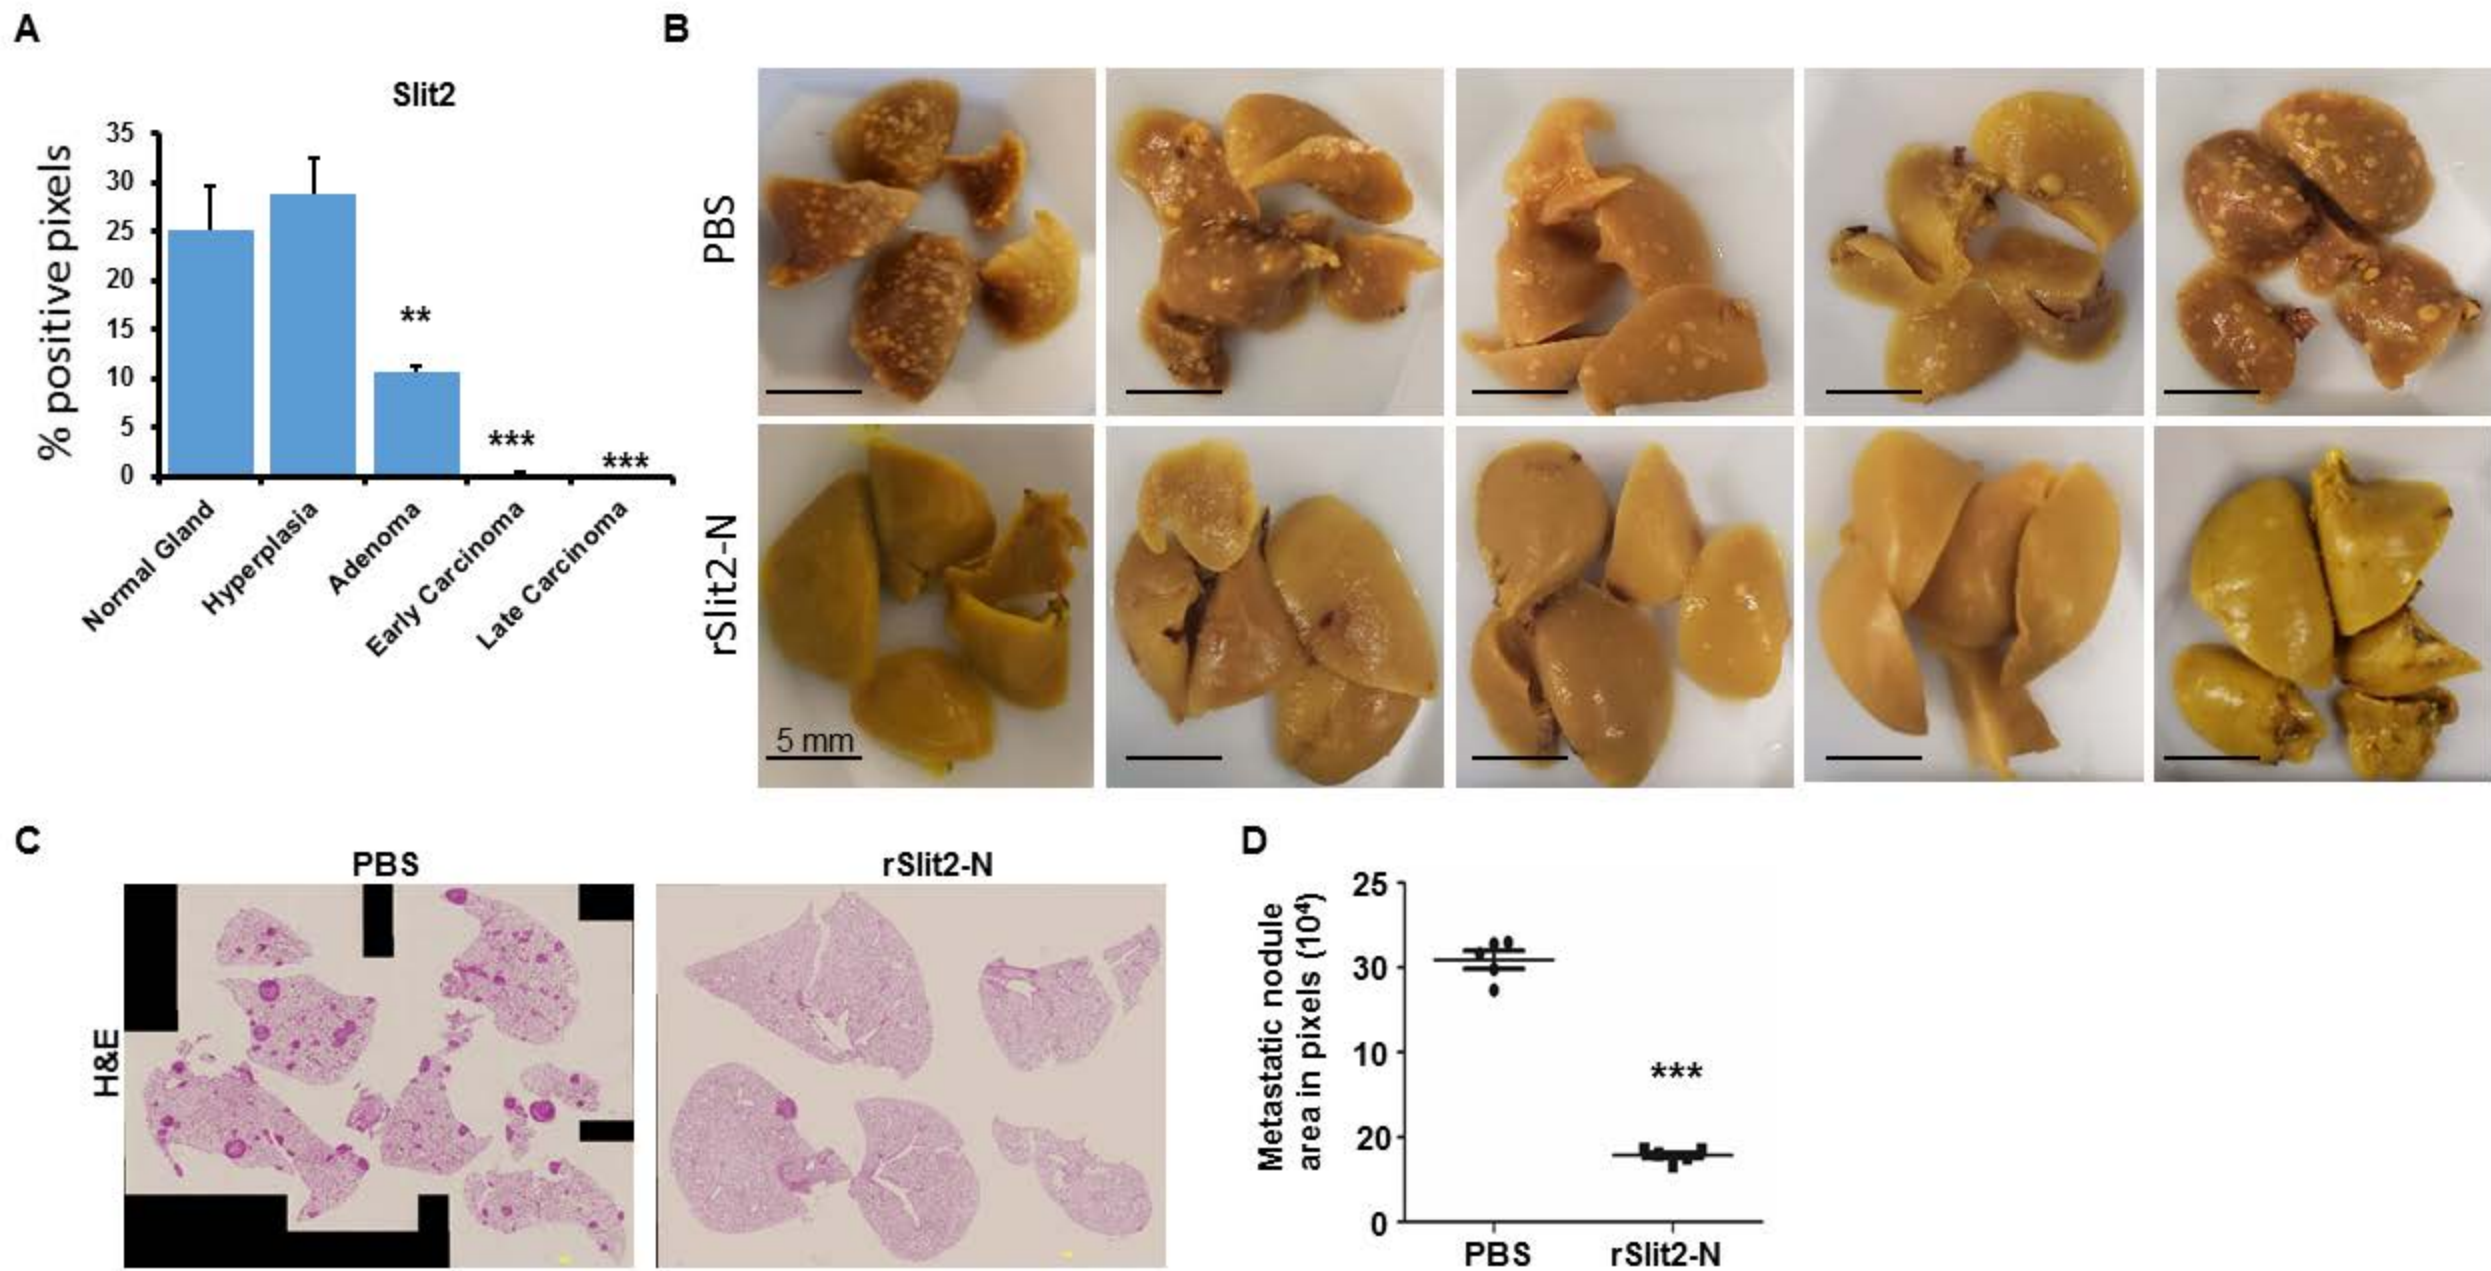 A
Slit2
% positive pixels
35
30
25
20
15
10
5
0
**
***
***
Normal Gland
Hyperplasia
Adenoma
Early Carcinoma
Late Carcinoma
B
PBS
rSlit2-N
5 mm
C
PBS
rSlit2-N
H&E
D
Metastatic nodule
area in pixels (10⁴)
25
30
10
20
0
***
PBS
rSlit2-N